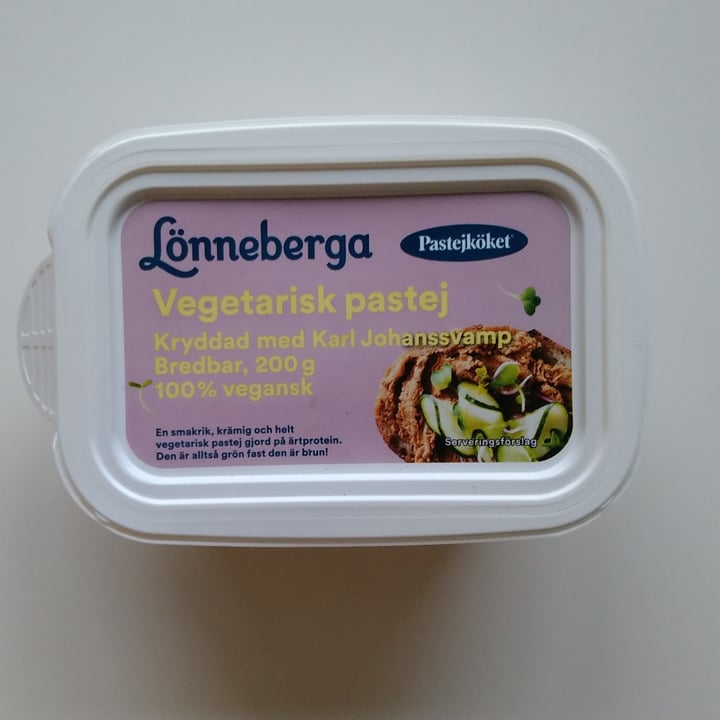 Lönneberga
Pastejköket
Vegetarisk pastej
Kryddad med Karl Johanssvamp
Bredbar, 200 g
100% vegansk
En smakrik, krämig och helt
vegetarisk pastej gjord på ärtprotein.
Den är alltså grön fast den är brun!
Serveringsförslag